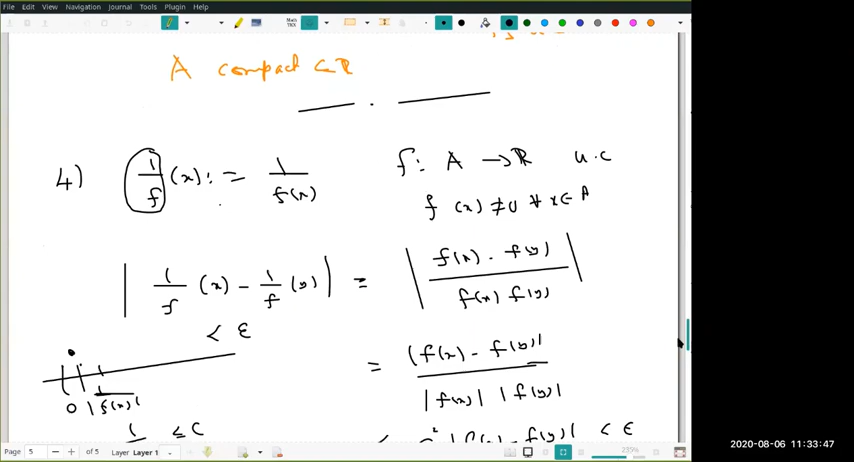 File Edit View Navigation Journal Tools Plugin Help
A compact ⊂ ℝ
4) 1/f (x) := 1/f(x) f: A → ℝ u.c
f(x) ≠ 0 ∀ x ∈ A
| 1/f (x) - 1/f (y) | = | f(x) - f(y) / f(x) f(y) |
< ε
= |f(x) - f(y)| / |f(x)| |f(y)|
0 |f(x)|
≤ C
|f(x) - f(y)| < ε
Page 5 of 5 Layer Layer 1 235%
2020-08-06 11:33:47